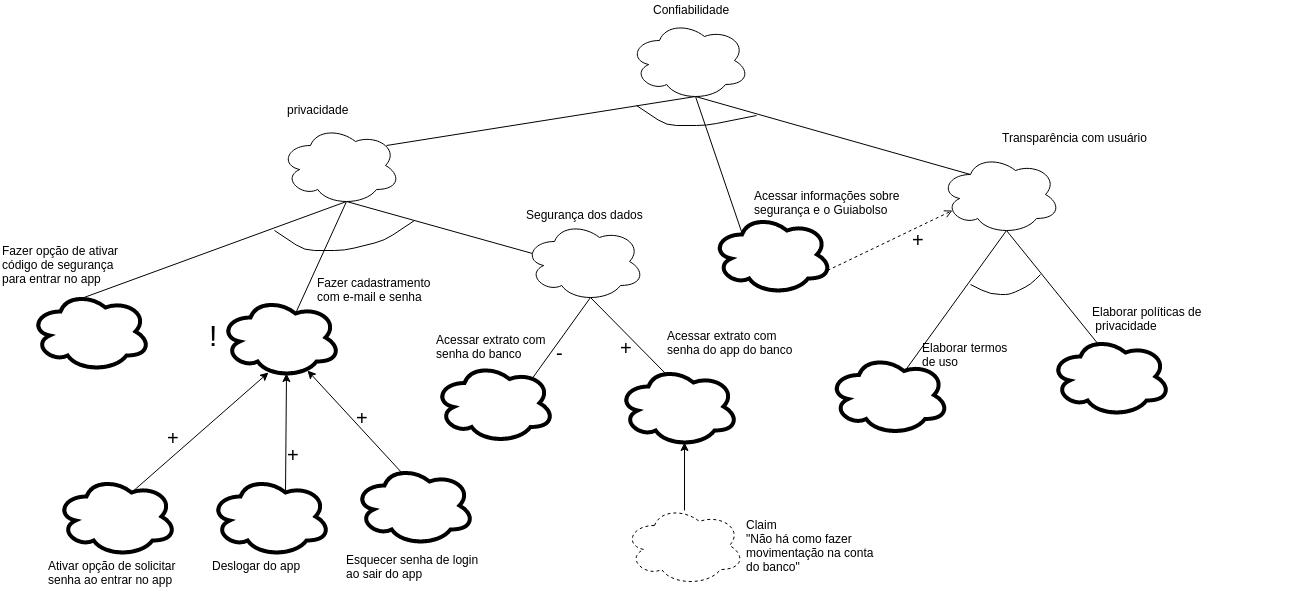 Confiabilidade
privacidade
Transparência com usuário
Acessar informações sobre
segurança e o Guiabolso
Segurança dos dados
+
Fazer opção de ativar
código de segurança
para entrar no app
Fazer cadastramento
com e-mail e senha
!
Acessar extrato com
senha do banco
-
+
Acessar extrato com
senha do app do banco
Elaborar termos
de uso
Elaborar políticas de
privacidade
+
+
+
Ativar opção de solicitar
senha ao entrar no app
Deslogar do app
Esquecer senha de login
ao sair do app
Claim
"Não há como fazer
movimentação na conta
do banco"